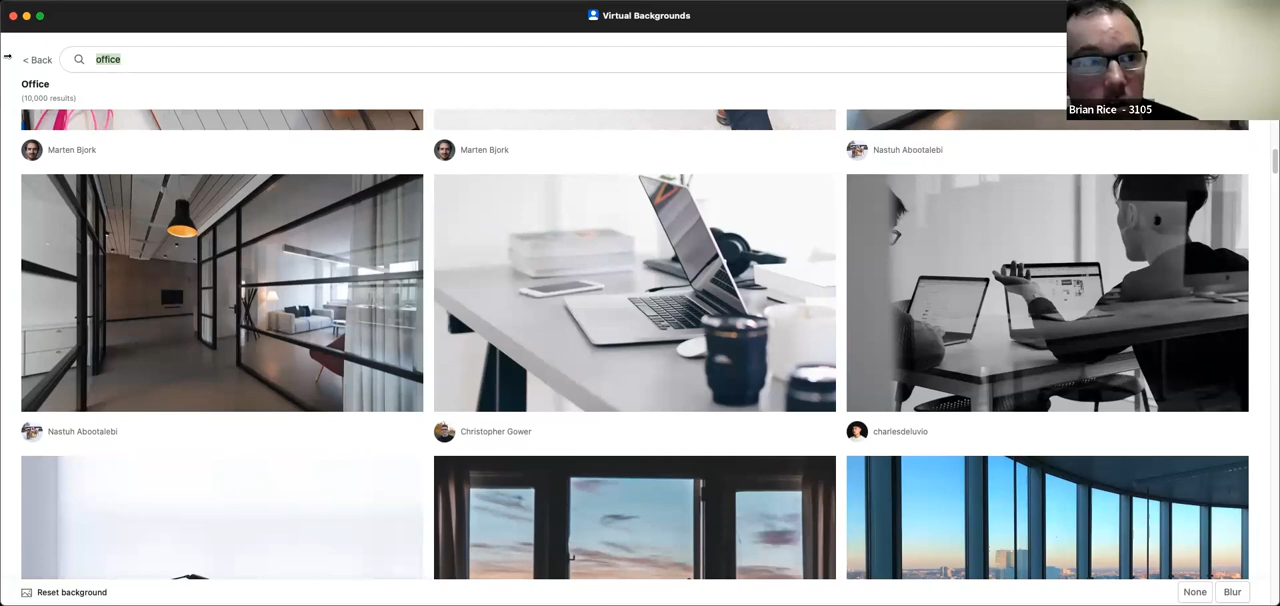 Virtual Backgrounds
< Back
office
Office
(10,000 results)
Brian Rice - 3105
Marten Bjork
Marten Bjork
Nastuh Abootalebi
Nastuh Abootalebi
Christopher Gower
charlesdeluvio
Reset background
None
Blur